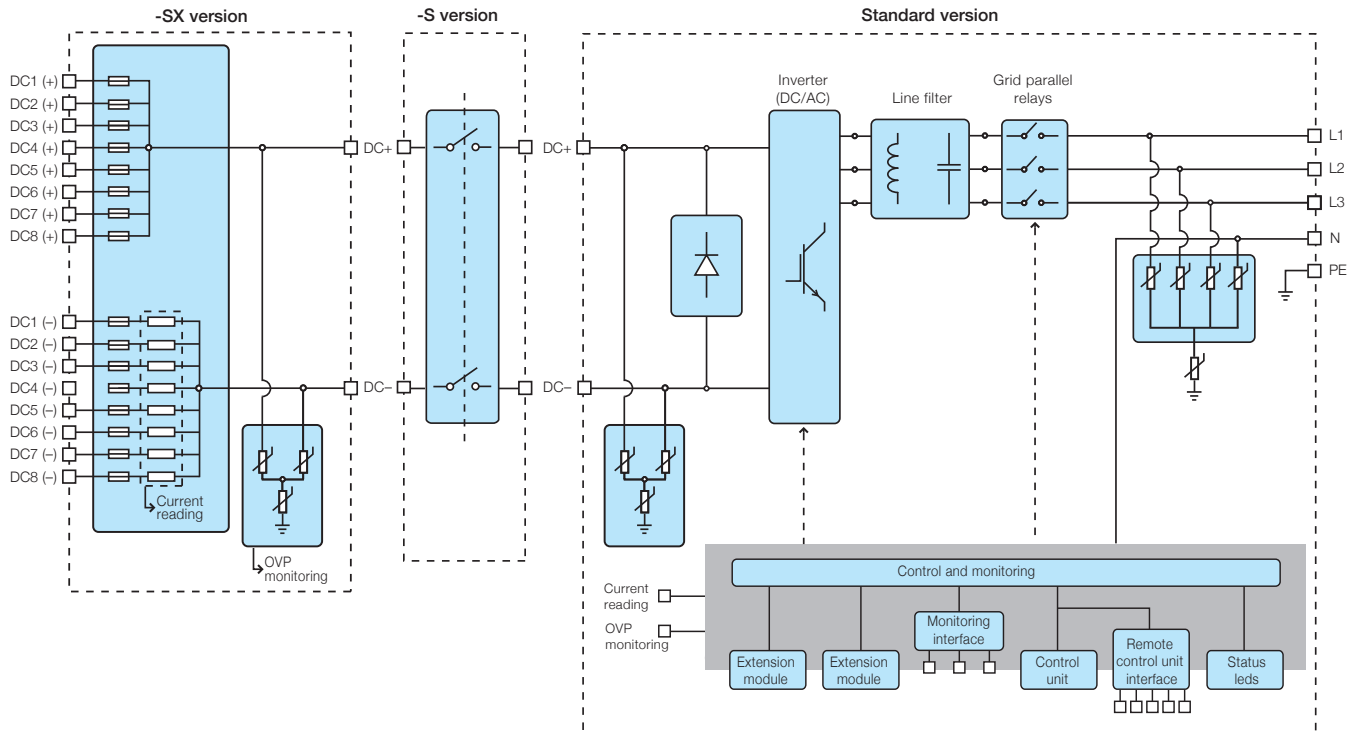 -SX version
-S version
Standard version
DC1 (+)
DC2 (+)
DC3 (+)
DC4 (+)
DC5 (+)
DC6 (+)
DC7 (+)
DC8 (+)
DC1 (–)
DC2 (–)
DC3 (–)
DC4 (–)
DC5 (–)
DC6 (–)
DC7 (–)
DC8 (–)
Current
reading
OVP
monitoring
DC+
DC–
DC+
DC–
Inverter
(DC/AC)
Line filter
Grid parallel
relays
L1
L2
L3
N
PE
Current
reading
OVP
monitoring
Control and monitoring
Extension
module
Extension
module
Monitoring
interface
Control
unit
Remote
control unit
interface
Status
leds